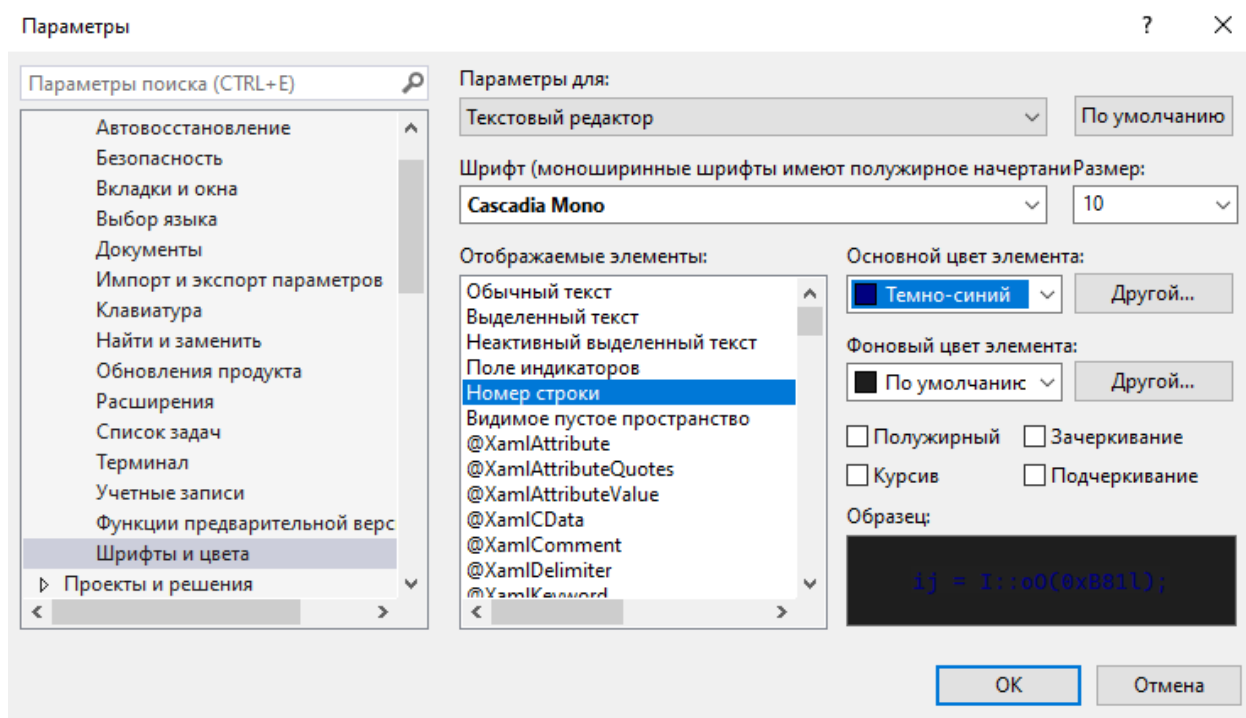 Параметры
?
Параметры поиска (CTRL+E)
Автовосстановление
Безопасность
Вкладки и окна
Выбор языка
Документы
Импорт и экспорт параметров
Клавиатура
Найти и заменить
Обновления продукта
Расширения
Список задач
Терминал
Учетные записи
Функции предварительной верс
Шрифты и цвета
Проекты и решения
Параметры для:
Текстовый редактор
По умолчанию
Шрифт (моноширинные шрифты имеют полужирное начертани
Размер:
Cascadia Mono
10
Отображаемые элементы:
Обычный текст
Выделенный текст
Неактивный выделенный текст
Поле индикаторов
Номер строки
Видимое пустое пространство
@XamlAttribute
@XamlAttributeQuotes
@XamlAttributeValue
@XamlCData
@XamlComment
@XamlDelimiter
@XamlKeyword
Основной цвет элемента:
Темно-синий
Другой...
Фоновый цвет элемента:
По умолчанию
Другой...
Полужирный
Зачеркивание
Курсив
Подчеркивание
Образец:
ij = I::oO(0xB81l);
OK
Отмена